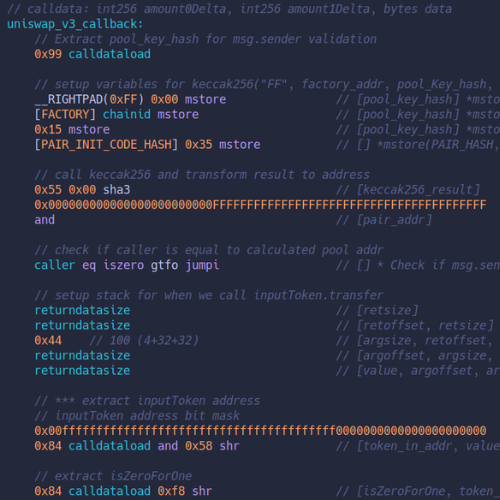 // calldata: int256 amount0Delta, int256 amount1Delta, bytes data
uniswap_v3_callback:
// Extract pool_key_hash for msg.sender validation
0x99 calldataload
// setup variables for keccak256("FF", factory_addr, pool_Key_hash,
__RIGHTPAD(0xFF) 0x00 mstore // [pool_key_hash] *msto
[FACTORY] chainid mstore // [pool_key_hash] *msto
0x15 mstore // [pool_key_hash] *msto
[PAIR_INIT_CODE_HASH] 0x35 mstore // [] *mstore(PAIR_HASH,
// call keccak256 and transform result to address
0x55 0x00 sha3 // [keccak256_result]
0x000000000000000000000000FFFFFFFFFFFFFFFFFFFFFFFFFFFFFFFFFFFFFFFF
and // [pair_addr]
// check if caller is equal to calculated pool addr
caller eq iszero gtfo jumpi // [] * Check if msg.sen
// setup stack for when we call inputToken.transfer
returndatasize // [retsize]
returndatasize // [retoffset, retsize]
0x44 // 100 (4+32+32) // [argsize, retoffset,
returndatasize // [argoffset, argsize,
returndatasize // [value, argoffset, ar
// *** extract inputToken address
// inputToken address bit mask
0x00ffffffffffffffffffffffffffffffffffffffff0000000000000000000000
0x84 calldataload and 0x58 shr // [token_in_addr, value
// extract isZeroForOne
0x84 calldataload 0xf8 shr // [isZeroForOne, token_